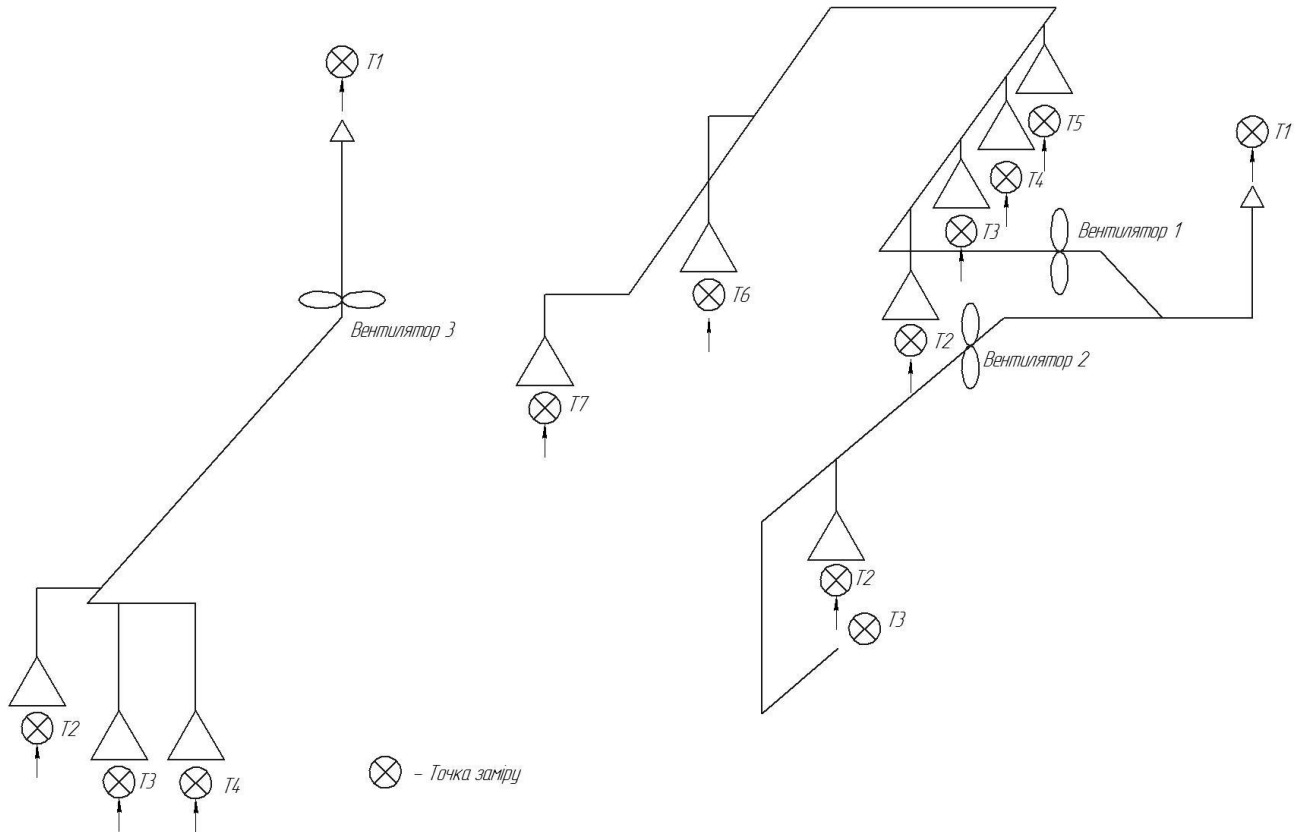 T1
T5
T1
T4
T3
Вентилятор 1
T6
Вентилятор 3
T2
Вентилятор 2
T7
T2
T3
T2
T3
T4
- Точка заміру